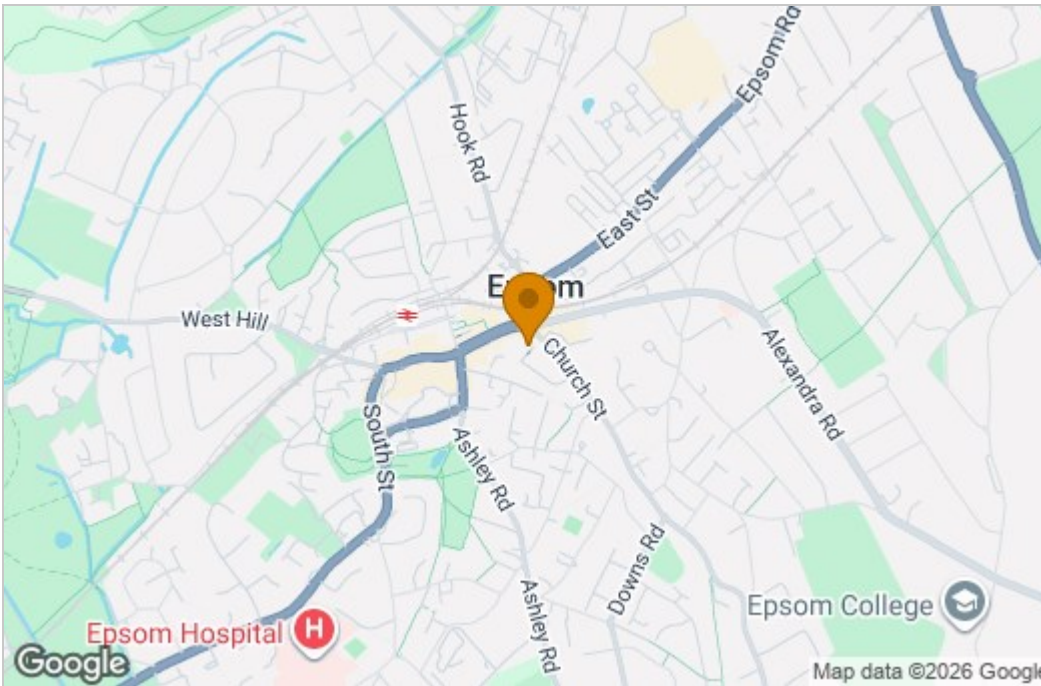 Epsom Rd
Hook Rd
East St
West Hill
Church St
Alexandra Rd
South St
Ashley Rd
Downs Rd
Ashley Rd
Epsom College
Epsom Hospital
H
Google
Map data ©2026 Google